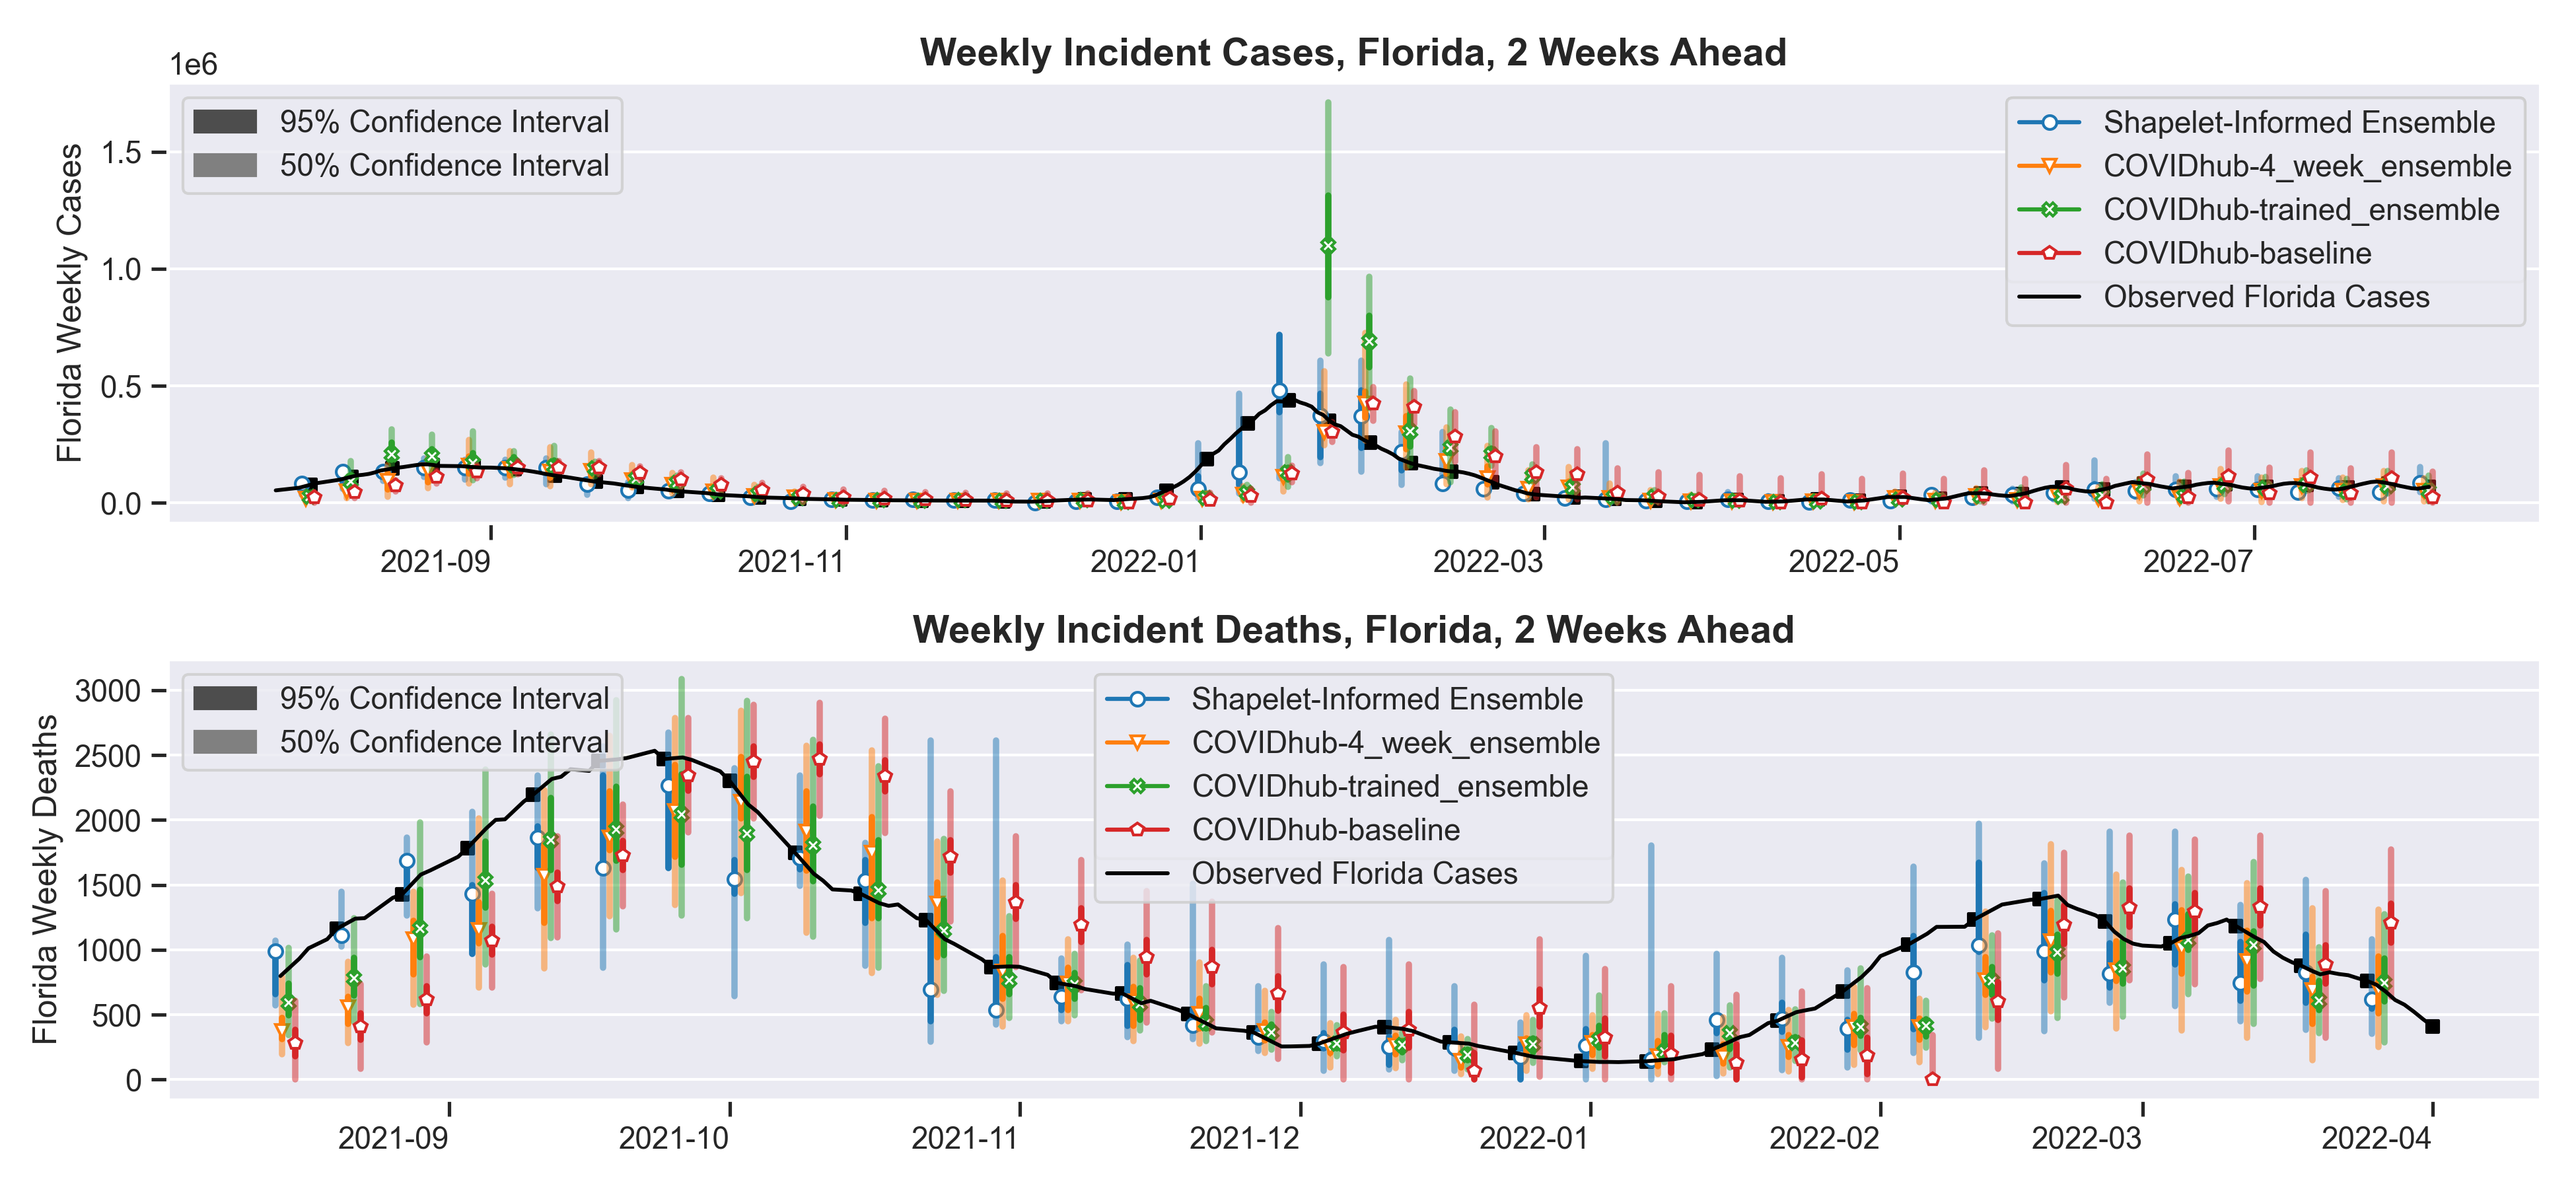 Weekly Incident Cases, Florida, 2 Weeks Ahead
1e6
Florida Weekly Cases
1.5
1.0
0.5
0.0
95% Confidence Interval
50% Confidence Interval
Shapelet-Informed Ensemble
COVIDhub-4_week_ensemble
COVIDhub-trained_ensemble
COVIDhub-baseline
Observed Florida Cases
2021-09
2021-11
2022-01
2022-03
2022-05
2022-07
Weekly Incident Deaths, Florida, 2 Weeks Ahead
Florida Weekly Deaths
3000
2500
2000
1500
1000
500
0
95% Confidence Interval
50% Confidence Interval
Shapelet-Informed Ensemble
COVIDhub-4_week_ensemble
COVIDhub-trained_ensemble
COVIDhub-baseline
Observed Florida Cases
2021-09
2021-10
2021-11
2021-12
2022-01
2022-02
2022-03
2022-04